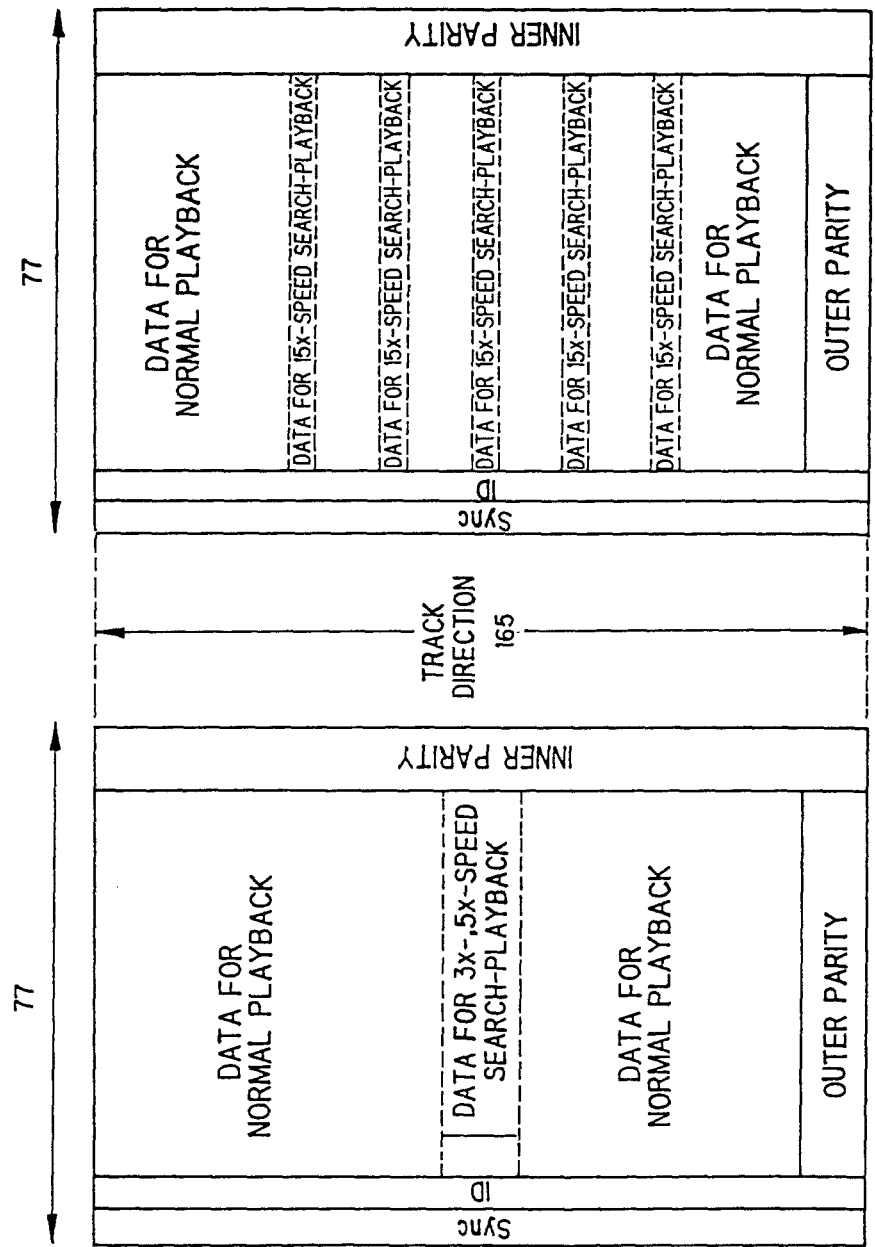 77
Sync
ID
DATA FOR
NORMAL PLAYBACK
DATA FOR 3x-,5x-SPEED
SEARCH-PLAYBACK
DATA FOR
NORMAL PLAYBACK
OUTER PARITY
INNER PARITY
TRACK
DIRECTION
165
77
Sync
ID
DATA FOR
NORMAL PLAYBACK
DATA FOR 15x-SPEED SEARCH-PLAYBACK
DATA FOR 15x-SPEED SEARCH-PLAYBACK
DATA FOR 15x-SPEED SEARCH-PLAYBACK
DATA FOR 15x-SPEED SEARCH-PLAYBACK
DATA FOR 15x-SPEED SEARCH-PLAYBACK
DATA FOR
NORMAL PLAYBACK
OUTER PARITY
INNER PARITY